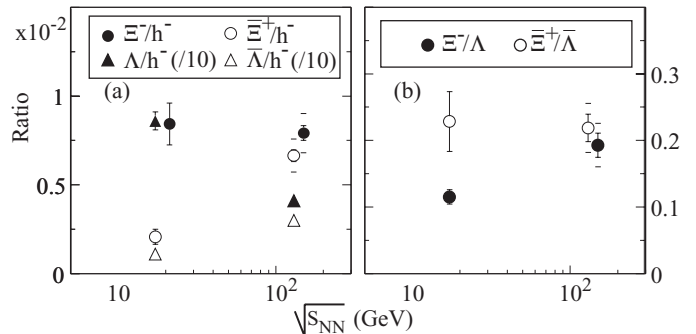 x10⁻²
Ξ⁻/h⁻ Ξ̅⁺/h⁻
Λ/h⁻ (/10) Λ̅/h⁻ (/10)
Ξ⁻/Λ Ξ̅⁺/Λ̅
(a) (b)
Ratio
1
0.5
0
0.3
0.2
0.1
0
10 10² 10 10²
√S_NN (GeV)